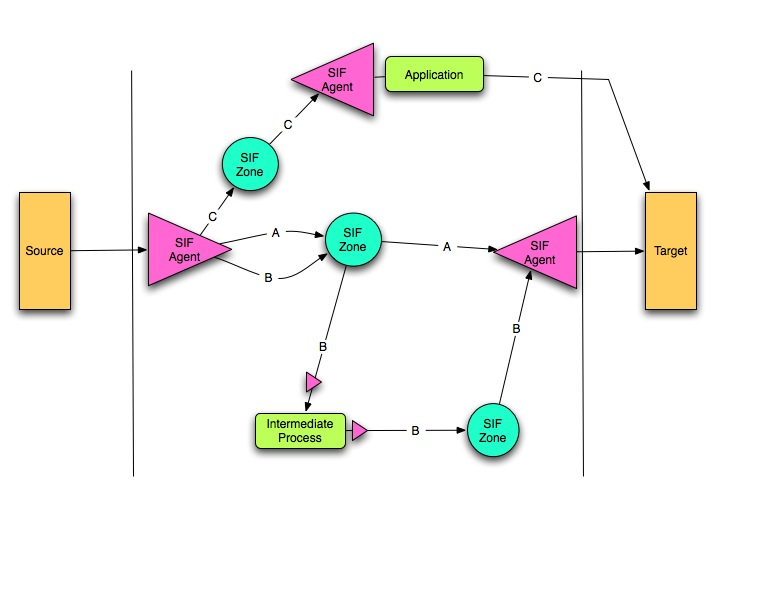 SIF
Agent
Application
C
C
SIF
Zone
C
Source
SIF
Agent
A
B
SIF
Zone
A
SIF
Agent
Target
B
B
Intermediate
Process
B
SIF
Zone